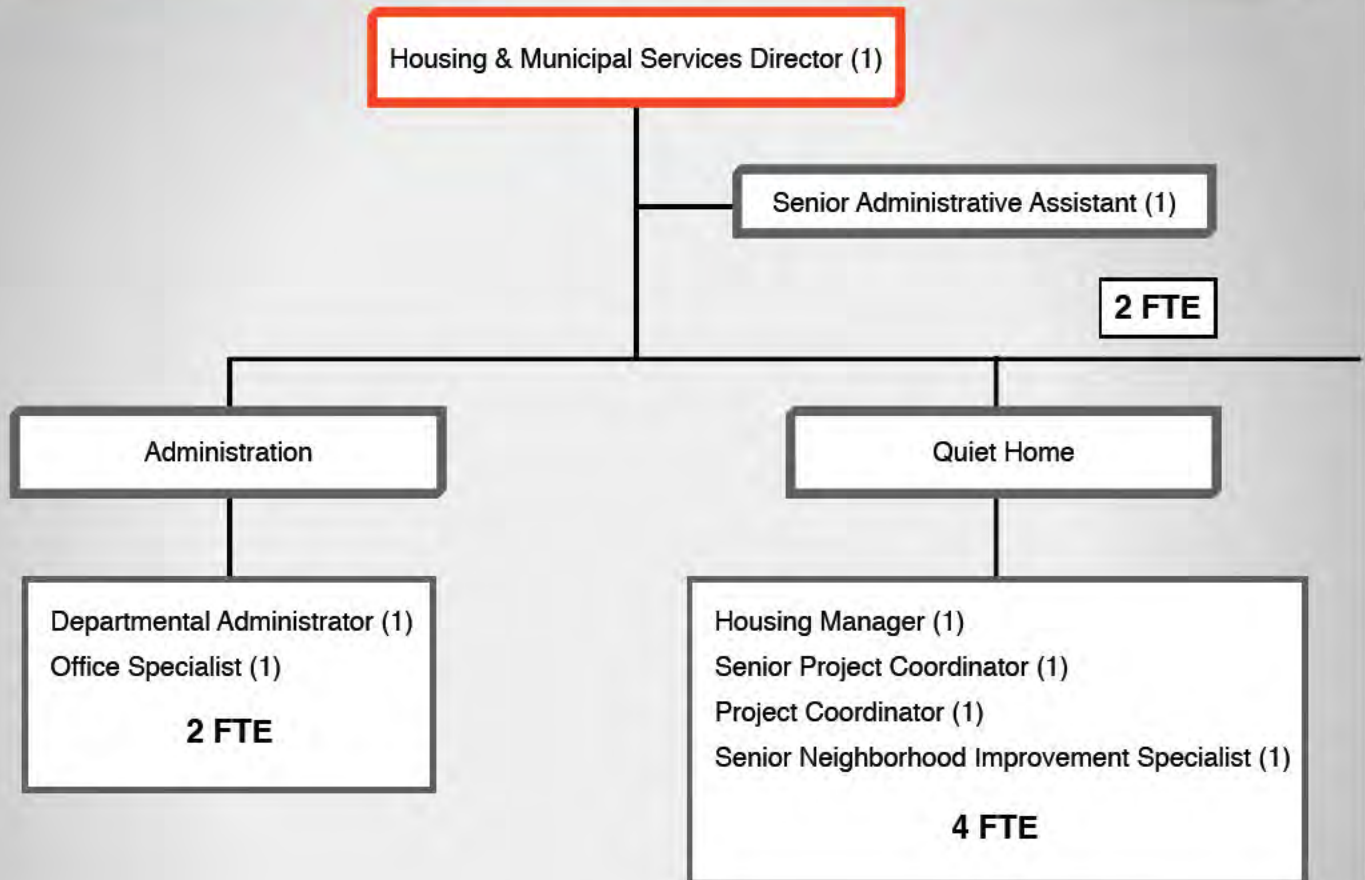 Housing & Municipal Services Director (1)
Senior Administrative Assistant (1)
2 FTE
Administration
Quiet Home
Departmental Administrator (1)
Office Specialist (1)
2 FTE
Housing Manager (1)
Senior Project Coordinator (1)
Project Coordinator (1)
Senior Neighborhood Improvement Specialist (1)
4 FTE